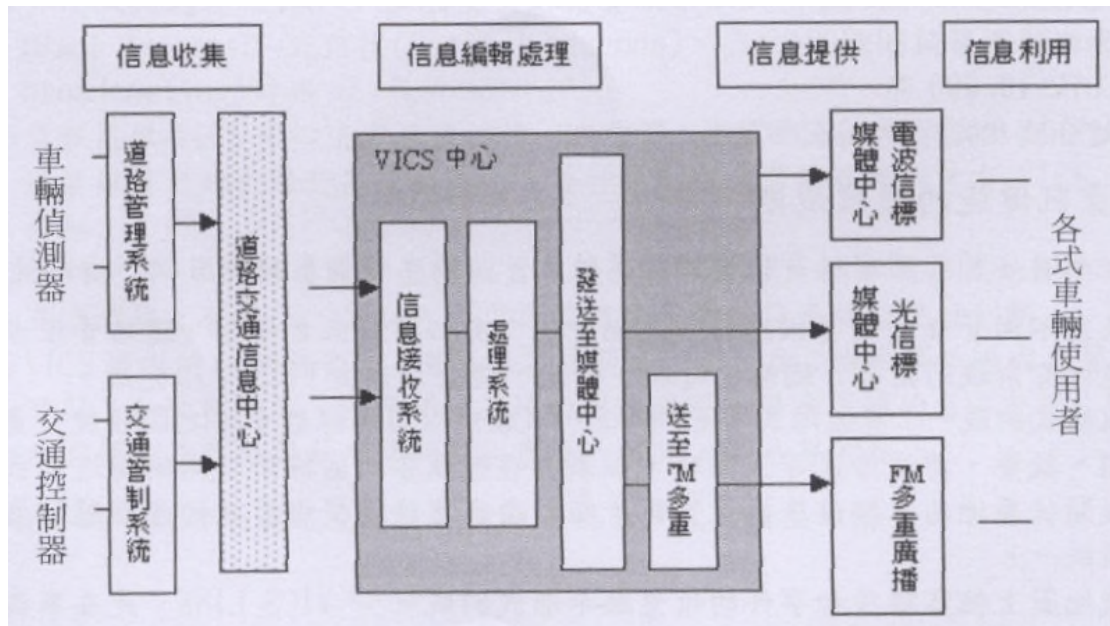 信息收集
信息編輯處理
信息提供
信息利用
車輛偵測器
交通控制器
道路管理系統
交通管制系統
道路交通信息中心
VICS 中心
信息接收系統
處理系統
發送至媒體中心
送至FM多重
電波信標
媒體中心
光信標
媒體中心
FM多重廣播
各式車輛使用者